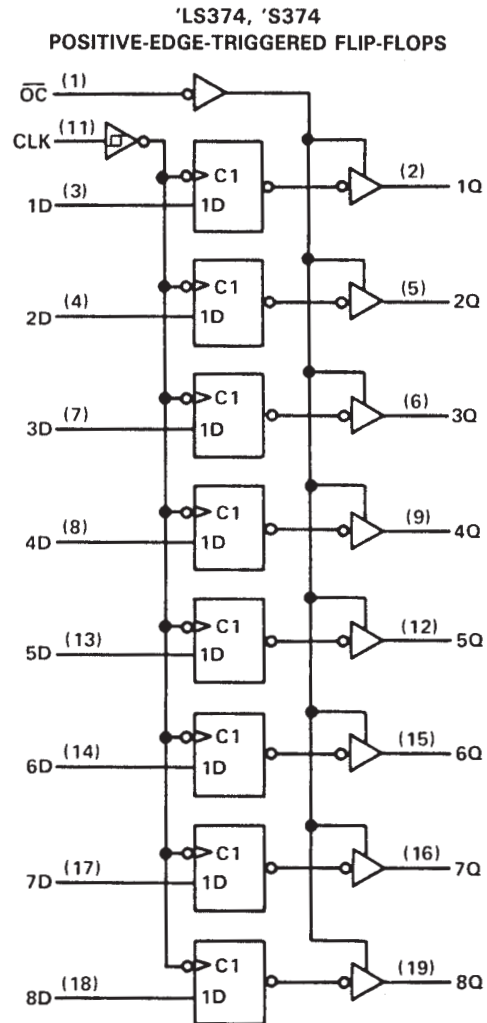 'LS374, 'S374
POSITIVE-EDGE-TRIGGERED FLIP-FLOPS
OC (1)
CLK (11)
C1 (2)
1D (3) 1D 1Q
C1 (5)
2D (4) 1D 2Q
C1 (6)
3D (7) 1D 3Q
C1 (9)
4D (8) 1D 4Q
C1 (12)
5D (13) 1D 5Q
C1 (15)
6D (14) 1D 6Q
C1 (16)
7D (17) 1D 7Q
C1 (19)
8D (18) 1D 8Q